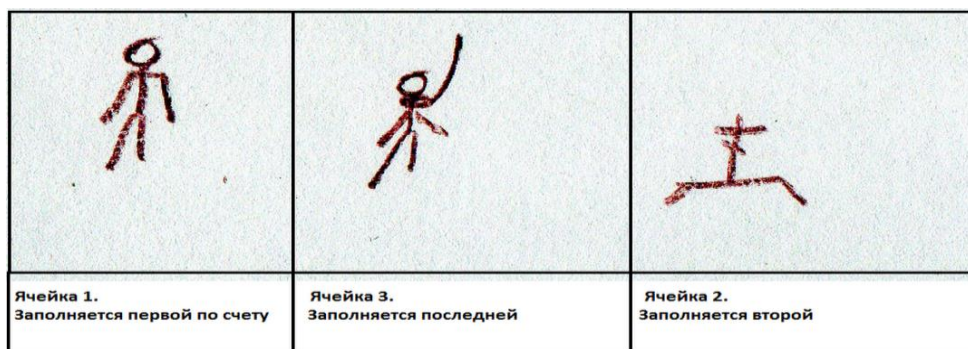 Ячейка 1.
Заполняется первой по счету
Ячейка 3.
Заполняется последней
Ячейка 2.
Заполняется второй